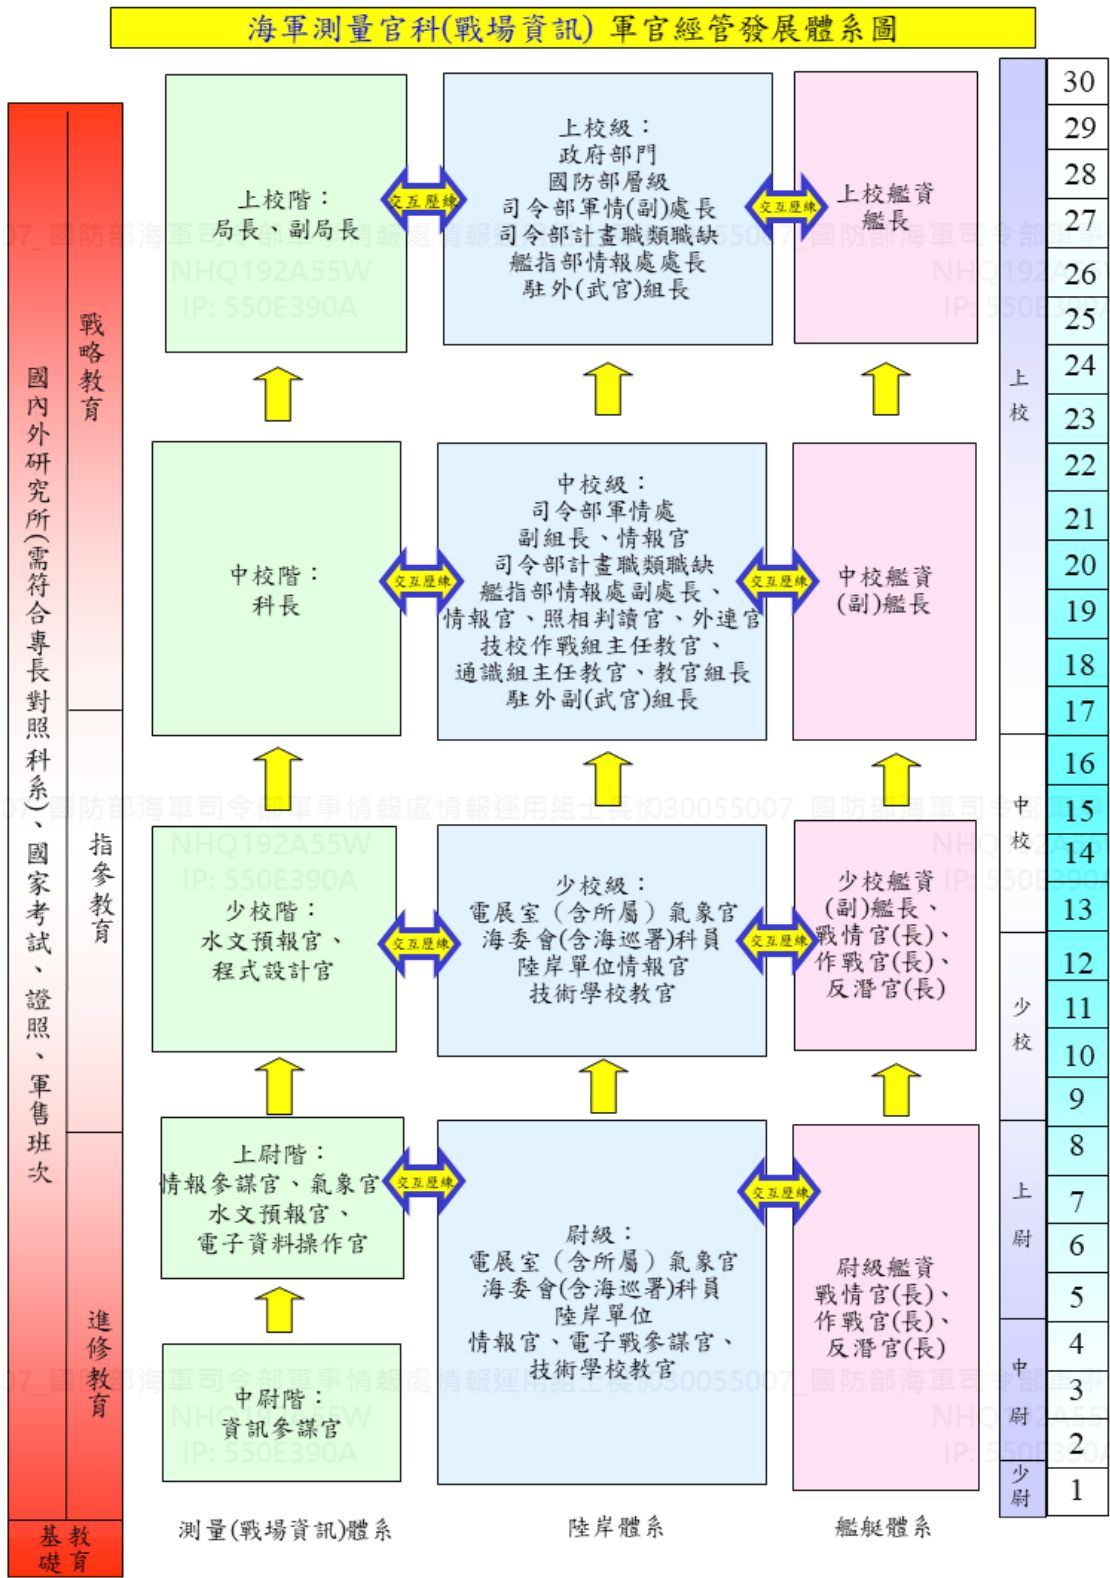 海軍測量官科(戰場資訊) 軍官經管發展體系圖
國內外研究所(需符合專長對照科系)、國家考試、證照、軍售班次
戰略教育
指參教育
進修教育
基礎教育
上校階：
局長、副局長
交互歷練
上校級：
政府部門
國防部層級
司令部軍情(副)處長
司令部計畫職類職缺
艦指部情報處處長
駐外(武官)組長
交互歷練
上校艦資
艦長
中校階：
科長
交互歷練
中校級：
司令部軍情處
副組長、情報官
司令部計畫職類職缺
艦指部情報處副處長、
情報官、照相判讀官、外連官
技校作戰組主任教官、
通識組主任教官、教官組長
駐外副(武官)組長
交互歷練
中校艦資
(副)艦長
少校階：
水文預報官、
程式設計官
交互歷練
少校級：
電展室（含所屬）氣象官
海委會(含海巡署)科員
陸岸單位情報官
技術學校教官
交互歷練
少校艦資
(副)艦長、
戰情官(長)、
作戰官(長)、
反潛官(長)
上尉階：
情報參謀官、氣象官
水文預報官、
電子資料操作官
交互歷練
中尉階：
資訊參謀官
尉級：
電展室（含所屬）氣象官
海委會(含海巡署)科員
陸岸單位
情報官、電子戰參謀官、
技術學校教官
交互歷練
尉級艦資
戰情官(長)、
作戰官(長)、
反潛官(長)
測量(戰場資訊)體系
陸岸體系
艦艇體系
上校
中校
少校
上尉
中尉
少尉
30
29
28
27
26
25
24
23
22
21
20
19
18
17
16
15
14
13
12
11
10
9
8
7
6
5
4
3
2
1
NHQ192A55W
IP: 550E390A
NHQ192A55W
IP: 550E390A
NHQ192A55W
IP: 550E390A